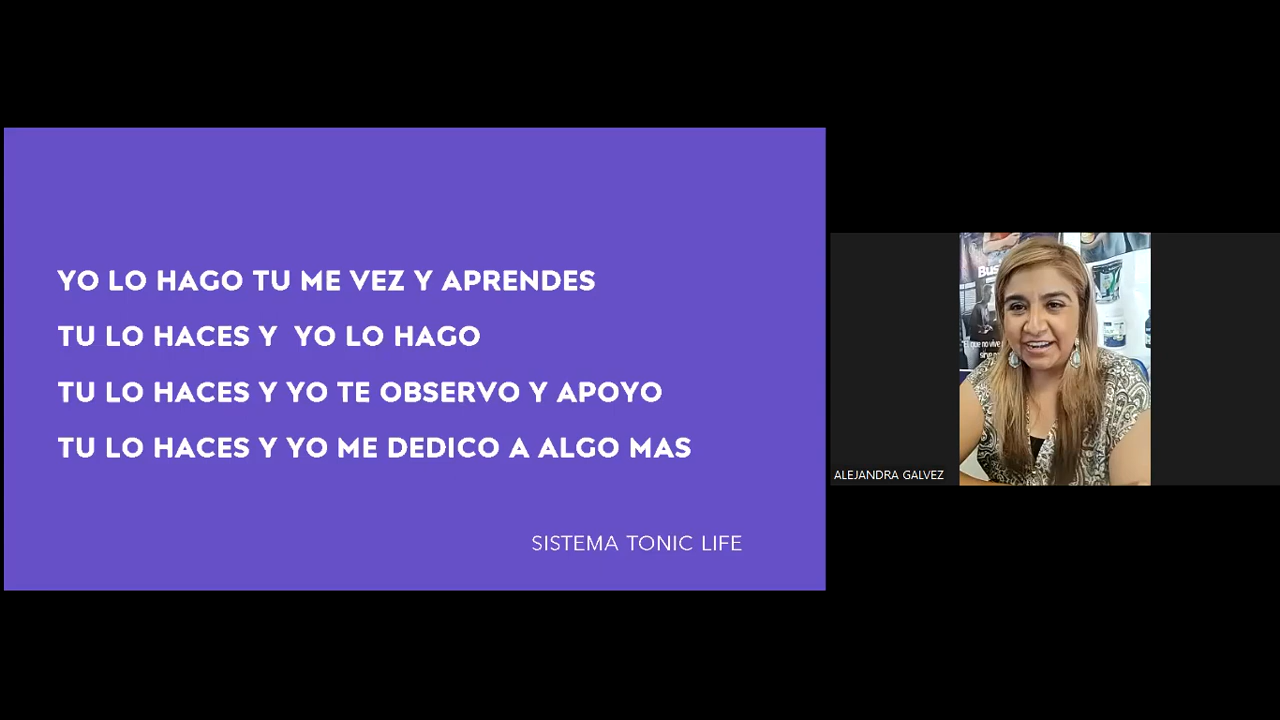 YO LO HAGO TU ME VEZ Y APRENDES
TU LO HACES Y YO LO HAGO
TU LO HACES Y YO TE OBSERVO Y APOYO
TU LO HACES Y YO ME DEDICO A ALGO MAS
SISTEMA TONIC LIFE
Bus
ALEJANDRA GALVEZ